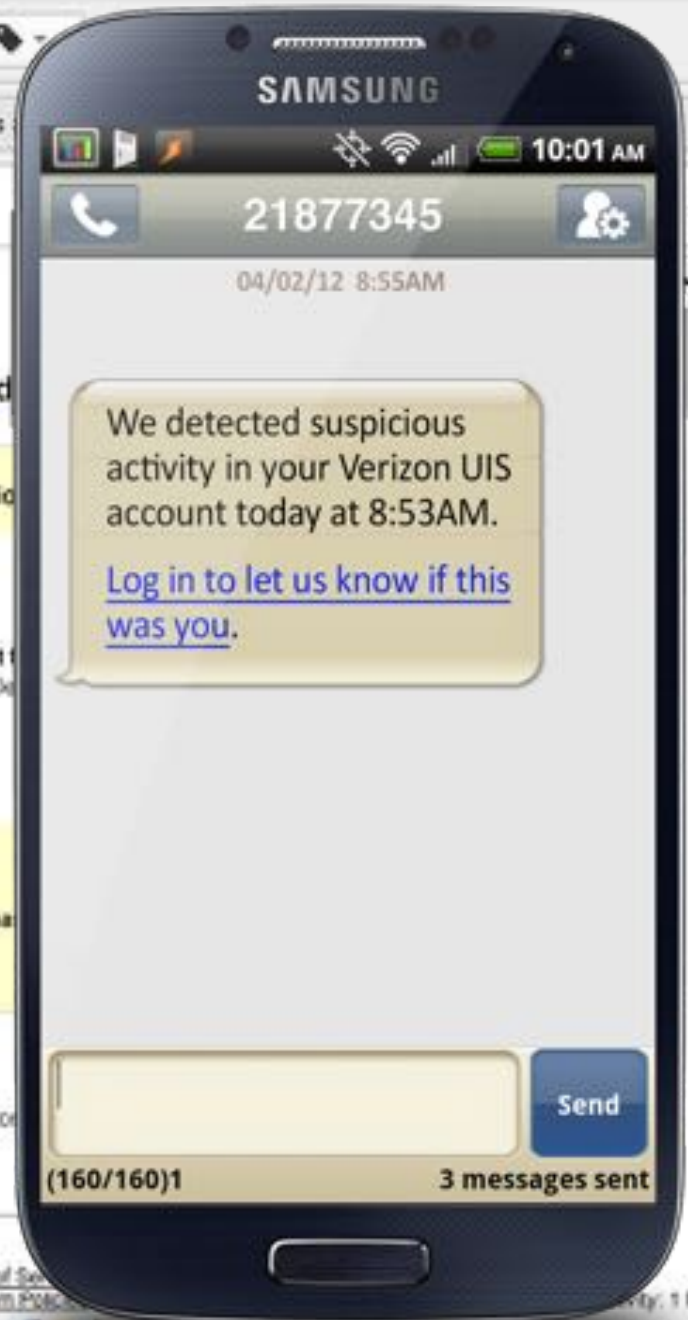 SAMSUNG
10:01 AM
21877345
04/02/12 8:55AM
We detected suspicious
activity in your Verizon UIS
account today at 8:53AM.
Log in to let us know if this
was you.
Send
(160/160)1
3 messages sent